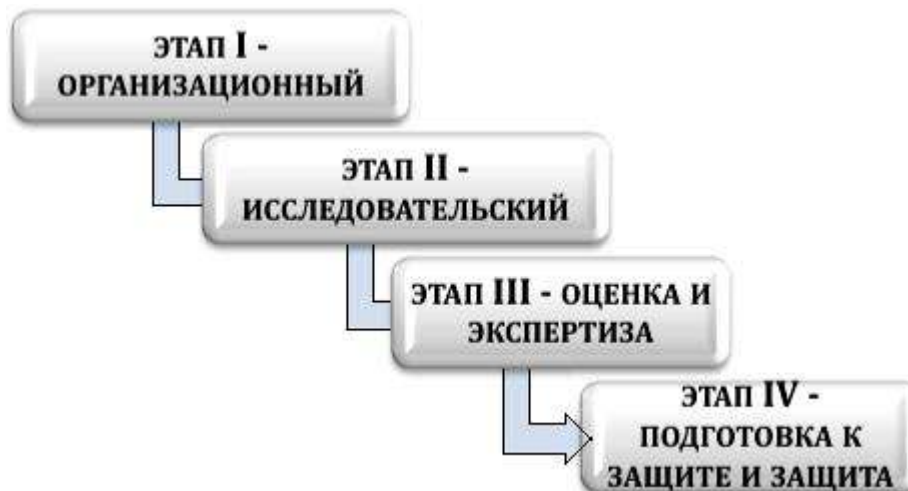 ЭТАП I -
ОРГАНИЗАЦИОННЫЙ
ЭТАП II -
ИССЛЕДОВАТЕЛЬСКИЙ
ЭТАП III - ОЦЕНКА И
ЭКСПЕРТИЗА
ЭТАП IV -
ПОДГОТОВКА К
ЗАЩИТЕ И ЗАЩИТА